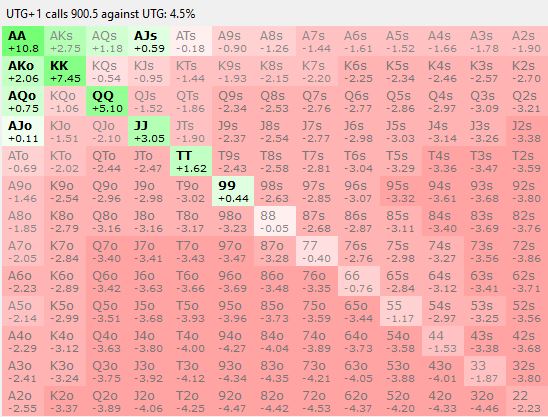 UTG+1 calls 900.5 against UTG: 4.5%
AA AKs AQs AJs ATs A9s A8s A7s A6s A5s A4s A3s A2s
+10.8 +2.75 +1.18 +0.59 -0.18 -0.90 -1.26 -1.44 -1.61 -1.52 -1.66 -1.78 -1.90
AKo KK KQs KJs KTs K9s K8s K7s K6s K5s K4s K3s K2s
+2.06 +7.45 -0.54 -0.95 -1.44 -1.93 -2.15 -2.20 -2.25 -2.34 -2.46 -2.57 -2.70
AQo KQo QQ QJs QTs Q9s Q8s Q7s Q6s Q5s Q4s Q3s Q2s
+0.75 -1.06 +5.10 -1.52 -1.86 -2.34 -2.53 -2.76 -2.77 -2.86 -2.97 -3.09 -3.21
AJo KJo QJo JJ JTs J9s J8s J7s J6s J5s J4s J3s J2s
+0.11 -1.51 -2.10 +3.05 -1.90 -2.37 -2.54 -2.77 -2.98 -3.03 -3.14 -3.26 -3.38
ATo KTo QTo JTo TT T9s T8s T7s T6s T5s T4s T3s T2s
-0.69 -2.02 -2.44 -2.47 +1.62 -2.43 -2.58 -2.81 -3.04 -3.29 -3.36 -3.47 -3.59
A9o K9o Q9o J9o T9o 99 98s 97s 96s 95s 94s 93s 92s
-1.46 -2.54 -2.96 -2.98 -3.02 +0.44 -2.63 -2.85 -3.07 -3.32 -3.61 -3.68 -3.80
A8o K8o Q8o J8o T8o 98o 88 87s 86s 85s 84s 83s 82s
-1.85 -2.79 -3.16 -3.16 -3.17 -3.23 -0.05 -2.68 -2.87 -3.11 -3.40 -3.69 -3.76
A7o K7o Q7o J7o T7o 97o 87o 77 76s 75s 74s 73s 72s
-2.05 -2.84 -3.40 -3.41 -3.43 -3.47 -3.28 -0.40 -2.76 -2.98 -3.27 -3.56 -3.86
A6o K6o Q6o J6o T6o 96o 86o 76o 66 65s 64s 63s 62s
-2.23 -2.89 -3.42 -3.63 -3.66 -3.69 -3.48 -3.35 -0.76 -2.84 -3.12 -3.41 -3.71
A5o K5o Q5o J5o T5o 95o 85o 75o 65o 55 54s 53s 52s
-2.14 -2.99 -3.51 -3.68 -3.93 -3.96 -3.73 -3.59 -3.44 -1.17 -2.97 -3.25 -3.56
A4o K4o Q4o J4o T4o 94o 84o 74o 64o 54o 44 43s 42s
-2.29 -3.12 -3.63 -3.80 -4.00 -4.27 -4.04 -3.89 -3.73 -3.58 -1.53 -3.38 -3.68
A3o K3o Q3o J3o T3o 93o 83o 73o 63o 53o 43o 33 32s
-2.41 -3.24 -3.75 -3.92 -4.12 -4.34 -4.35 -4.21 -4.05 -3.88 -4.01 -1.87 -3.80
A2o K2o Q2o J2o T2o 92o 82o 72o 62o 52o 42o 32o 22
-2.55 -3.37 -3.89 -4.06 -4.25 -4.47 -4.42 -4.53 -4.37 -4.20 -4.33 -4.46 -2.23